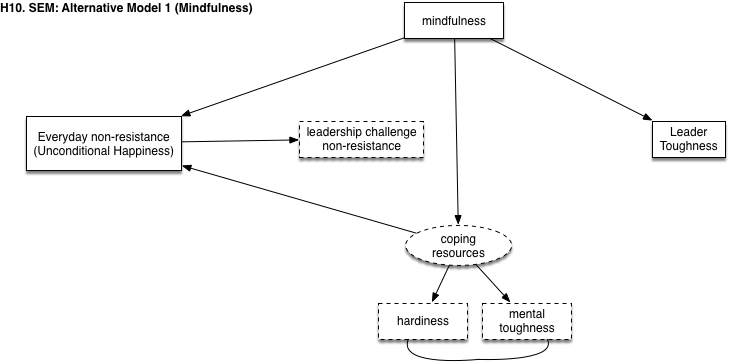 H10. SEM: Alternative Model 1 (Mindfulness)
mindfulness
Everyday non-resistance
(Unconditional Happiness)
leadership challenge
non-resistance
Leader
Toughness
coping
resources
hardiness
mental
toughness